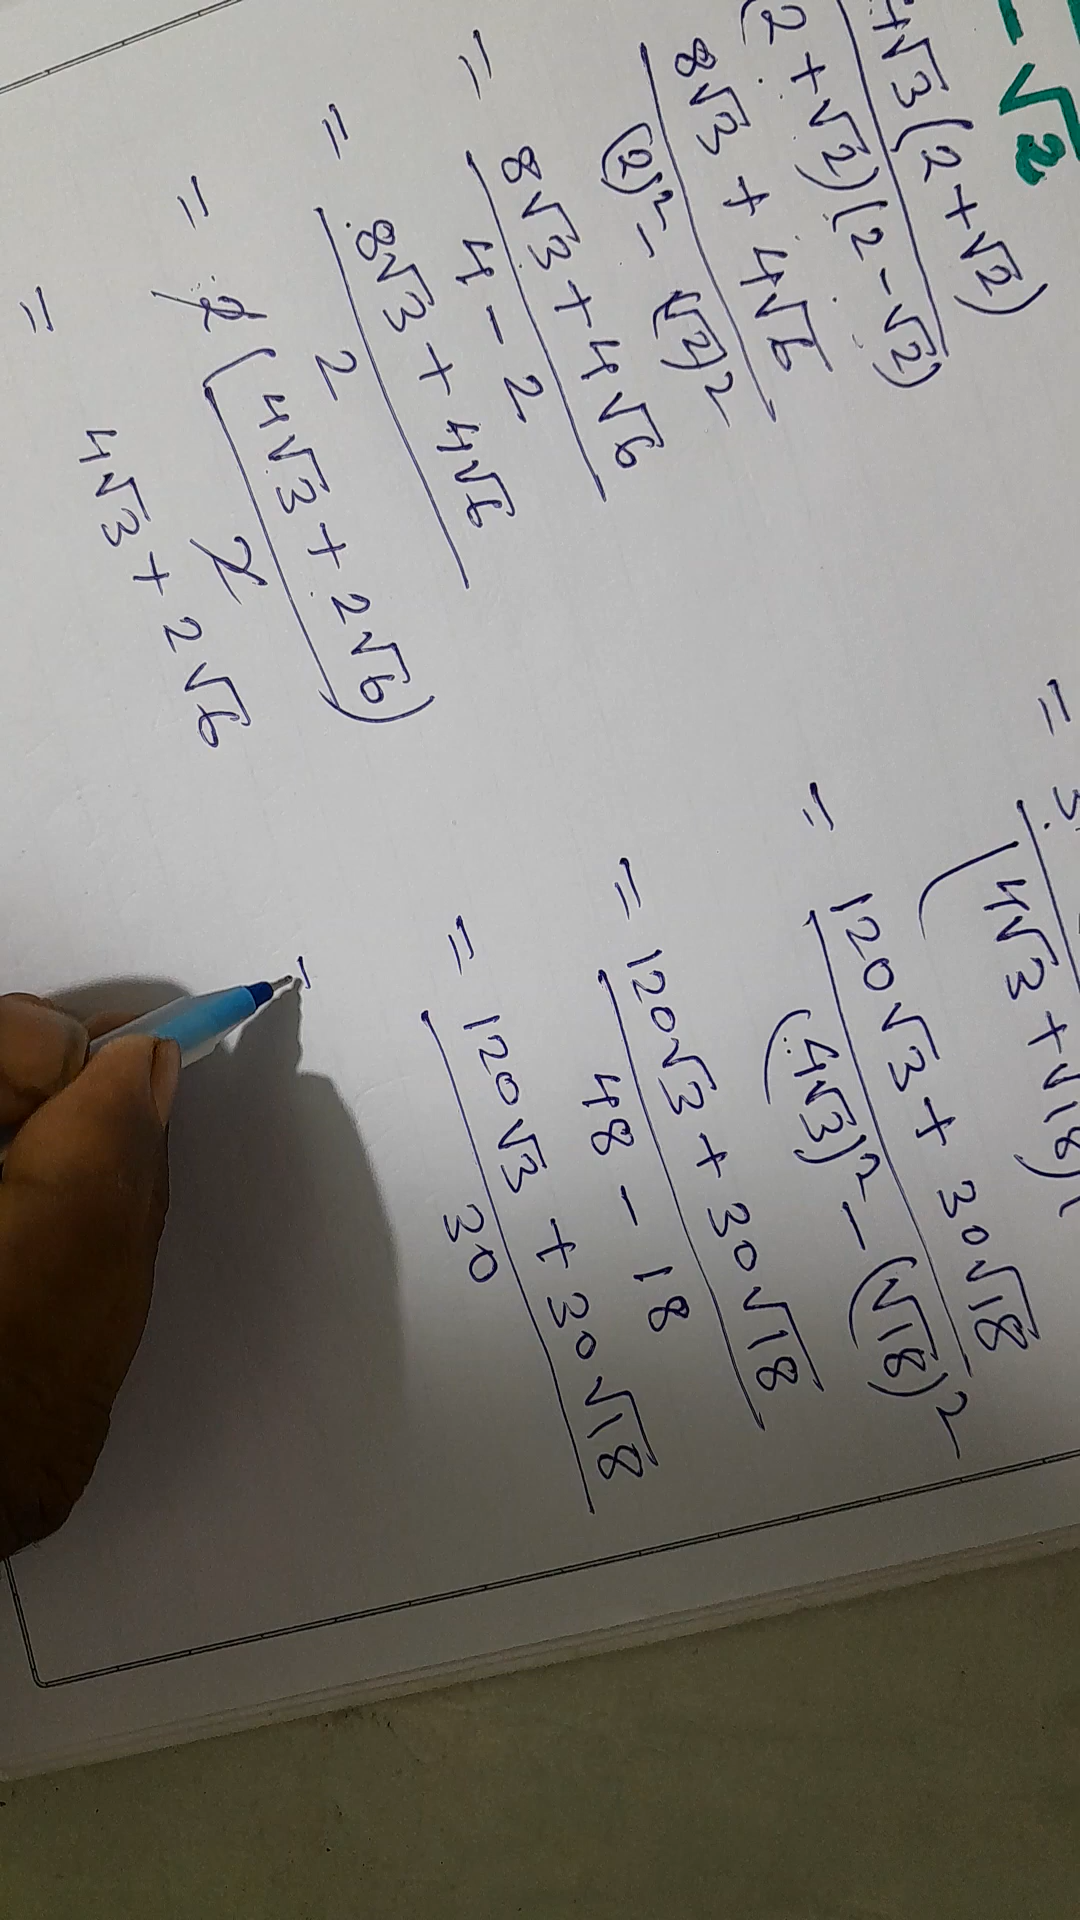 - √2
4√3(2+√2)
(2+√2)(2-√2)
8√3 + 4√6
(2)² - (√2)²
= 8√3 + 4√6
4 - 2
= 8√3 + 4√6
2
= 2(4√3 + 2√6)
2
= 4√3 + 2√6
=
(4√3 + √18)(
= 120√3 + 30√18
(4√3)² - (√18)²
= 120√3 + 30√18
48 - 18
= 120√3 + 30√18
30